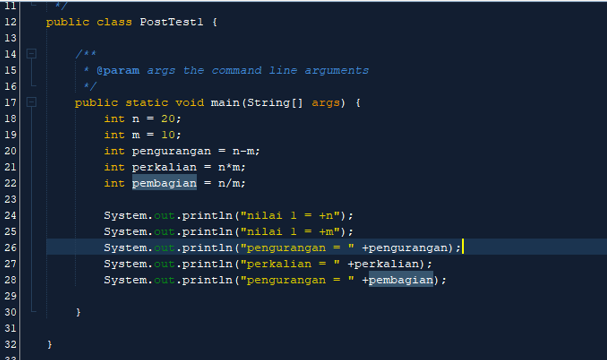 11 */
12 public class PostTest1 {
13
14 /**
15 * @param args the command line arguments
16 */
17 public static void main(String[] args) {
18 int n = 20;
19 int m = 10;
20 int pengurangan = n-m;
21 int perkalian = n*m;
22 int pembagian = n/m;
23
24 System.out.println("nilai 1 = +n");
25 System.out.println("nilai 1 = +m");
26 System.out.println("pengurangan = " +pengurangan);
27 System.out.println("perkalian = " +perkalian);
28 System.out.println("pengurangan = " +pembagian);
29
30 }
31
32 }
33